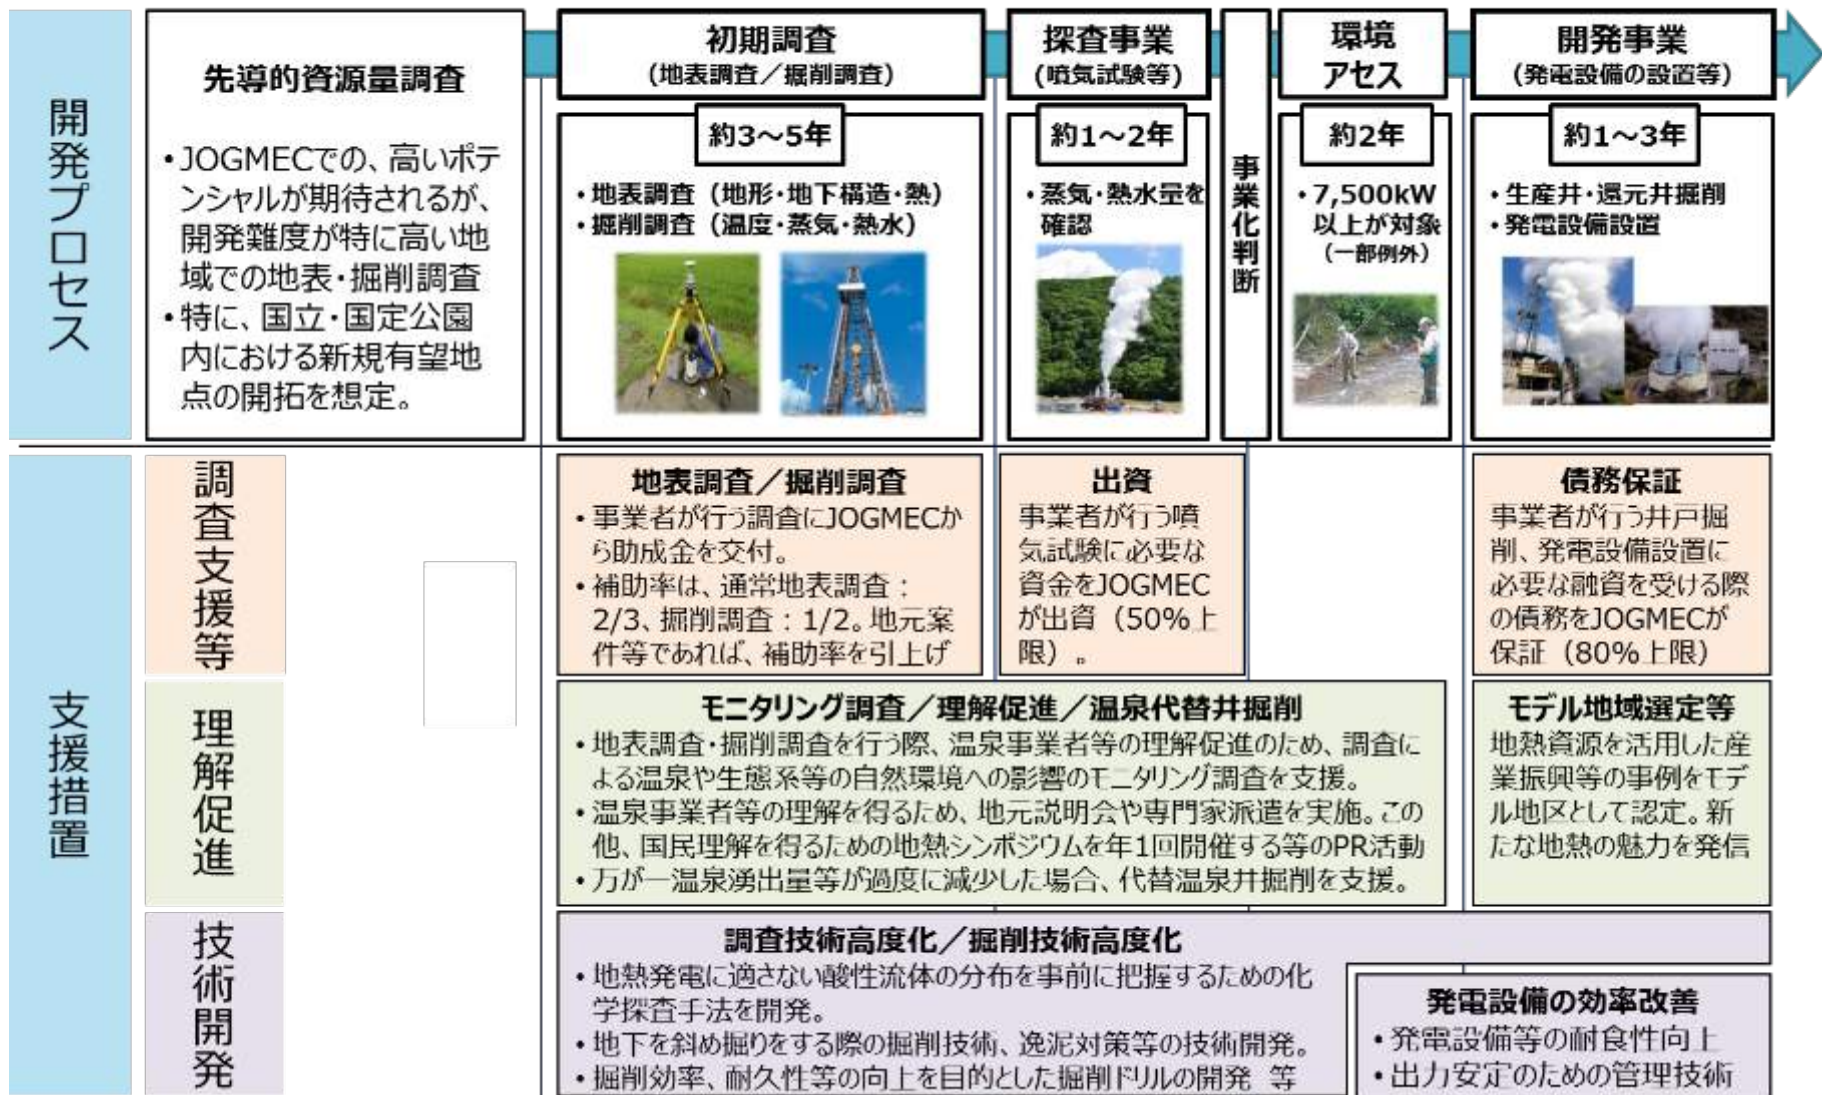 開発プロセス
先導的資源量調査
・JOGMECでの、高いポテ
ンシャルが期待されるが、
開発難度が特に高い地
域での地表・掘削調査
・特に、国立・国定公園
内における新規有望地
点の開拓を想定。
初期調査
(地表調査／掘削調査)
約3～5年
・地表調査（地形・地下構造・熱）
・掘削調査（温度・蒸気・熱水）
探査事業
(噴気試験等)
約1～2年
・蒸気・熱水量を
確認
事業化判断
環境
アセス
約2年
・7,500kW
以上が対象
（一部例外）
開発事業
(発電設備の設置等)
約1～3年
・生産井・還元井掘削
・発電設備設置
支援措置
調査支援等
地表調査／掘削調査
・事業者が行う調査にJOGMECか
ら助成金を交付。
・補助率は、通常地表調査：
2/3、掘削調査：1/2。地元案
件等であれば、補助率を引上げ
出資
事業者が行う噴
気試験に必要な
資金をJOGMEC
が出資（50%上
限）。
債務保証
事業者が行う井戸掘
削、発電設備設置に
必要な融資を受ける際
の債務をJOGMECが
保証（80%上限）
理解促進
モニタリング調査／理解促進／温泉代替井掘削
・地表調査・掘削調査を行う際、温泉事業者等の理解促進のため、調査に
よる温泉や生態系等の自然環境への影響のモニタリング調査を支援。
・温泉事業者等の理解を得るため、地元説明会や専門家派遣を実施。この
他、国民理解を得るための地熱シンポジウムを年1回開催する等のPR活動
・万が一温泉湧出量等が過度に減少した場合、代替温泉井掘削を支援。
モデル地域選定等
地熱資源を活用した産
業振興等の事例をモデ
ル地区として認定。新
たな地熱の魅力を発信
技術開発
調査技術高度化／掘削技術高度化
・地熱発電に適さない酸性流体の分布を事前に把握するための化
学探査手法を開発。
・地下を斜め掘りをする際の掘削技術、逸泥対策等の技術開発。
・掘削効率、耐久性等の向上を目的とした掘削ドリルの開発 等
発電設備の効率改善
・発電設備等の耐食性向上
・出力安定のための管理技術